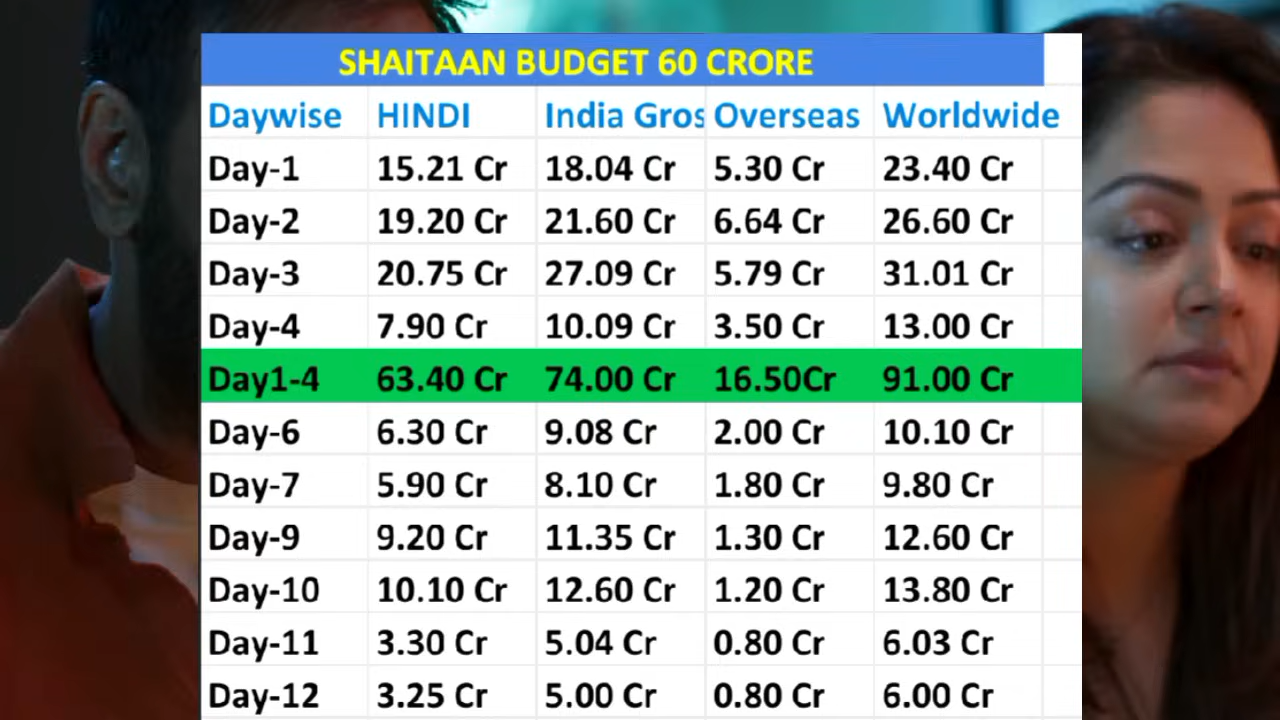 SHAITAAN BUDGET 60 CRORE
Daywise HINDI India Gros Overseas Worldwide
Day-1 15.21 Cr 18.04 Cr 5.30 Cr 23.40 Cr
Day-2 19.20 Cr 21.60 Cr 6.64 Cr 26.60 Cr
Day-3 20.75 Cr 27.09 Cr 5.79 Cr 31.01 Cr
Day-4 7.90 Cr 10.09 Cr 3.50 Cr 13.00 Cr
Day1-4 63.40 Cr 74.00 Cr 16.50Cr 91.00 Cr
Day-6 6.30 Cr 9.08 Cr 2.00 Cr 10.10 Cr
Day-7 5.90 Cr 8.10 Cr 1.80 Cr 9.80 Cr
Day-9 9.20 Cr 11.35 Cr 1.30 Cr 12.60 Cr
Day-10 10.10 Cr 12.60 Cr 1.20 Cr 13.80 Cr
Day-11 3.30 Cr 5.04 Cr 0.80 Cr 6.03 Cr
Day-12 3.25 Cr 5.00 Cr 0.80 Cr 6.00 Cr